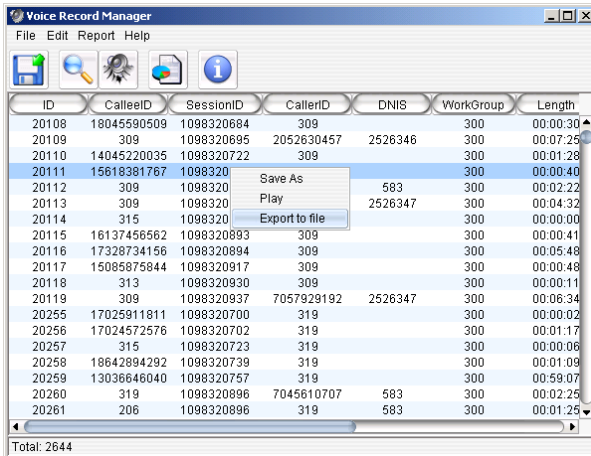 Voice Record Manager
File Edit Report Help
ID CalleeID SessionID CallerID DNIS WorkGroup Length
20108 18045590509 1098320684 309 300 00:00:30
20109 309 1098320695 2052630457 2526346 300 00:07:25
20110 14045220035 1098320722 309 300 00:01:28
20111 15618381767 1098320 300 00:00:40
20112 309 109832 583 300 00:02:22
20113 309 109832 2526347 300 00:04:32
20114 315 109832 300 00:00:00
Save As
Play
Export to file
20115 16137456562 1098320893 309 300 00:00:41
20116 17328734156 1098320894 309 300 00:05:48
20117 15085875844 1098320917 309 300 00:00:48
20118 313 1098320930 309 300 00:00:11
20119 309 1098320937 7057929192 2526347 300 00:06:34
20255 17025911811 1098320700 319 300 00:00:02
20256 17024572576 1098320702 319 300 00:01:17
20257 315 1098320723 319 300 00:00:06
20258 18642894292 1098320739 319 300 00:01:09
20259 13036646040 1098320757 319 300 00:59:07
20260 319 1098320896 7045610707 583 300 00:02:25
20261 206 1098320896 319 583 300 00:01:25
Total: 2644